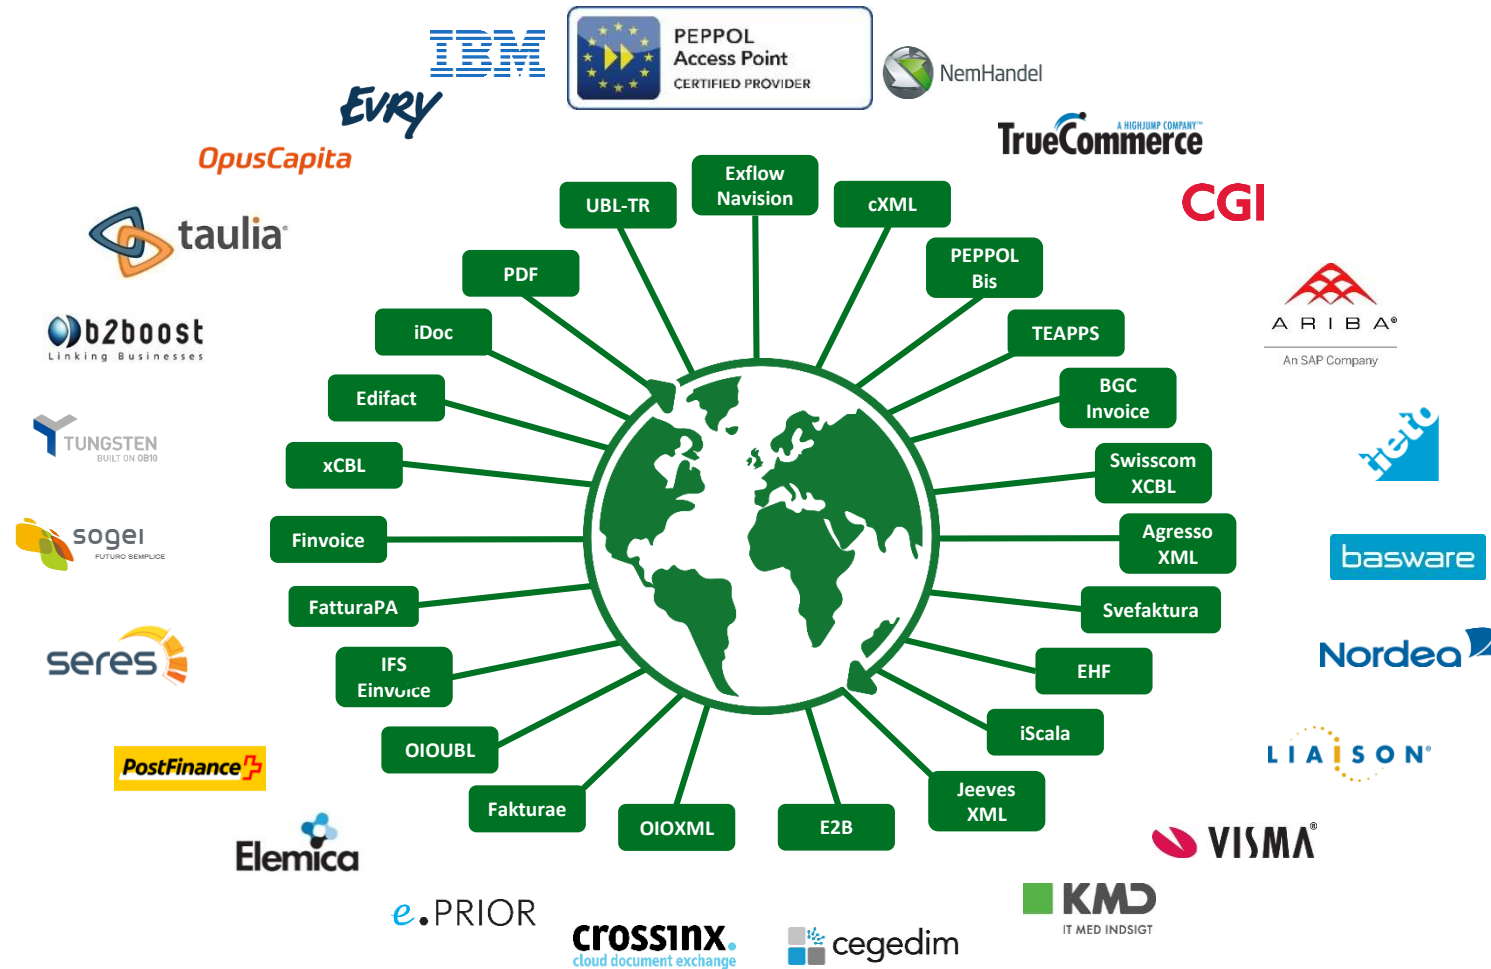 IBM
PEPPOL
Access Point
CERTIFIED PROVIDER
NemHandel
EVRY
A HIGHJUMP COMPANY™
TrueCommerce
OpusCapita
CGI
taulia®
ARIBA®
An SAP Company
b2boost
Linking Businesses
TUNGSTEN
BUILT ON OB10
tieto
sogei
FUTURO SEMPLICE
basware
seres
Nordea
PostFinance
LIAISON®
Elemica
VISMA®
e.PRIOR
KMD
IT MED INDSIGT
crossinx.
cloud document exchange
cegedim
Exflow
Navision
UBL-TR
cXML
PDF
PEPPOL
Bis
iDoc
TEAPPS
Edifact
BGC
Invoice
xCBL
Swisscom
XCBL
Finvoice
Agresso
XML
FatturaPA
Svefaktura
IFS
Einvoice
EHF
OIOUBL
iScala
Fakturae
Jeeves
XML
OIOXML
E2B